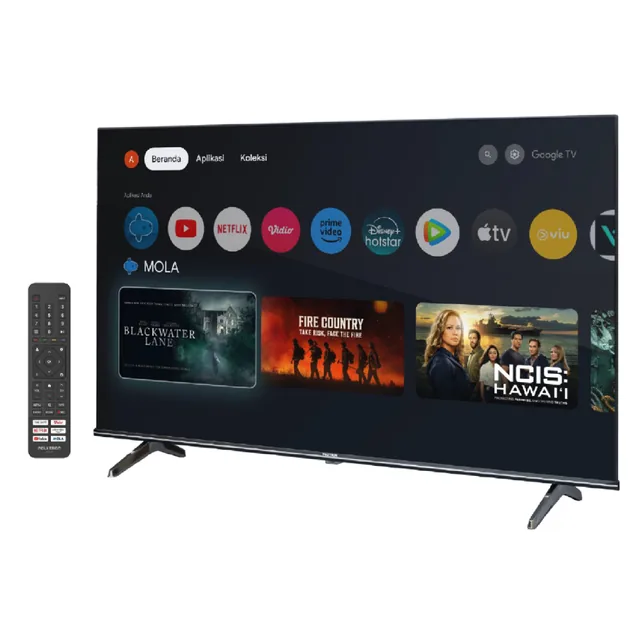 A
Beranda
Aplikasi
Koleksi
Google TV
NETFLIX
Vidio
prime video
Disney+ hotstar
tv
viu
MOLA
BLACKWATER
LANE
FIRE COUNTRY
TAKE RISK, FACE THE FIRE
NCIS:
HAWAI'I